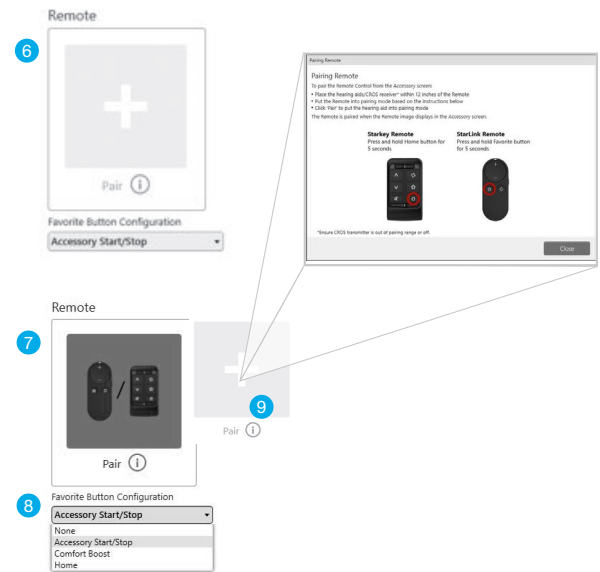 Remote
6
Pair i
Favorite Button Configuration
Accessory Start/Stop
Pairing Remote
Pairing Remote
To pair the Remote Control from the Accessory screen:
• Place the hearing aids/CROS receiver* within 12 inches of the Remote
• Put the Remote into pairing mode based on the instructions below
• Click 'Pair' to put the hearing aid into pairing mode
The Remote is paired when the Remote image displays in the Accessory screen.
Starkey Remote
Press and hold Home button for
5 seconds
StarLink Remote
Press and hold Favorite button
for 5 seconds
*Ensure CROS transmitter is out of pairing range or off.
Close
Remote
7
/
Pair i
9
Pair i
8
Favorite Button Configuration
Accessory Start/Stop
None
Accessory Start/Stop
Comfort Boost
Home